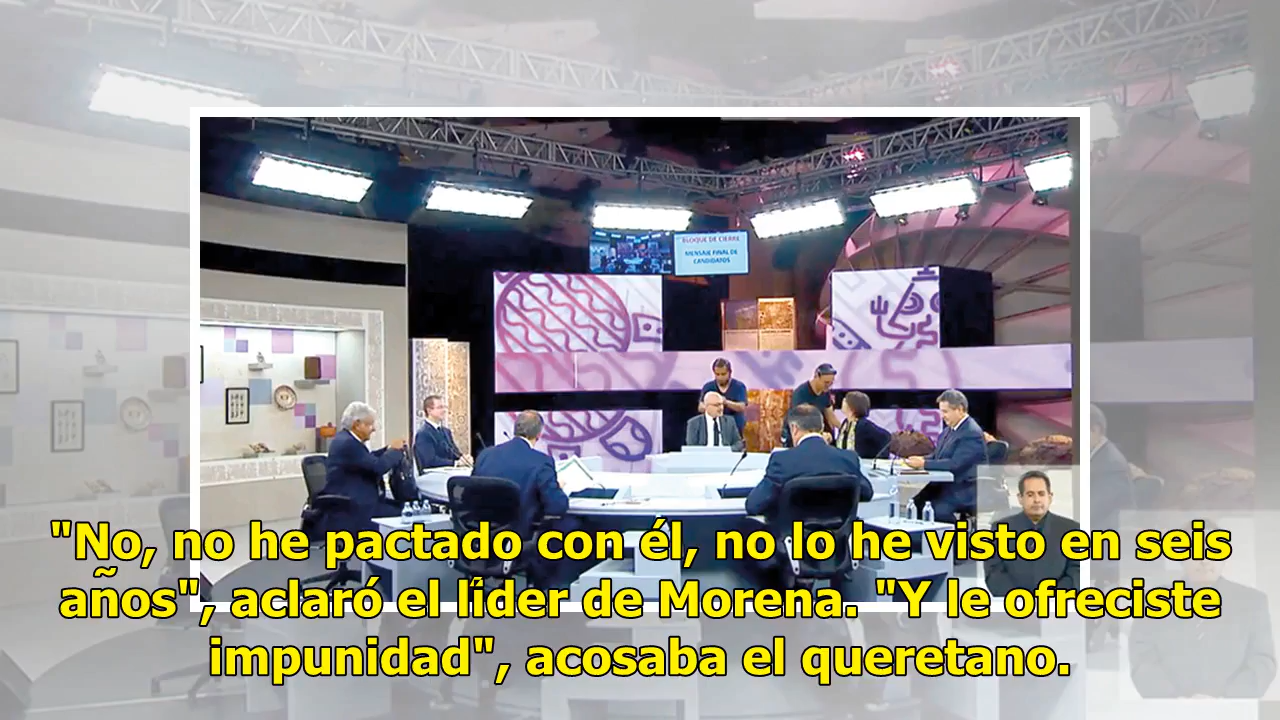 BLOQUE DE CIERRE
MENSAJE FINAL DE
CANDIDATOS
"No, no he pactado con él, no lo he visto en seis
años", aclaró el líder de Morena. "Y le ofreciste
impunidad", acosaba el queretano.